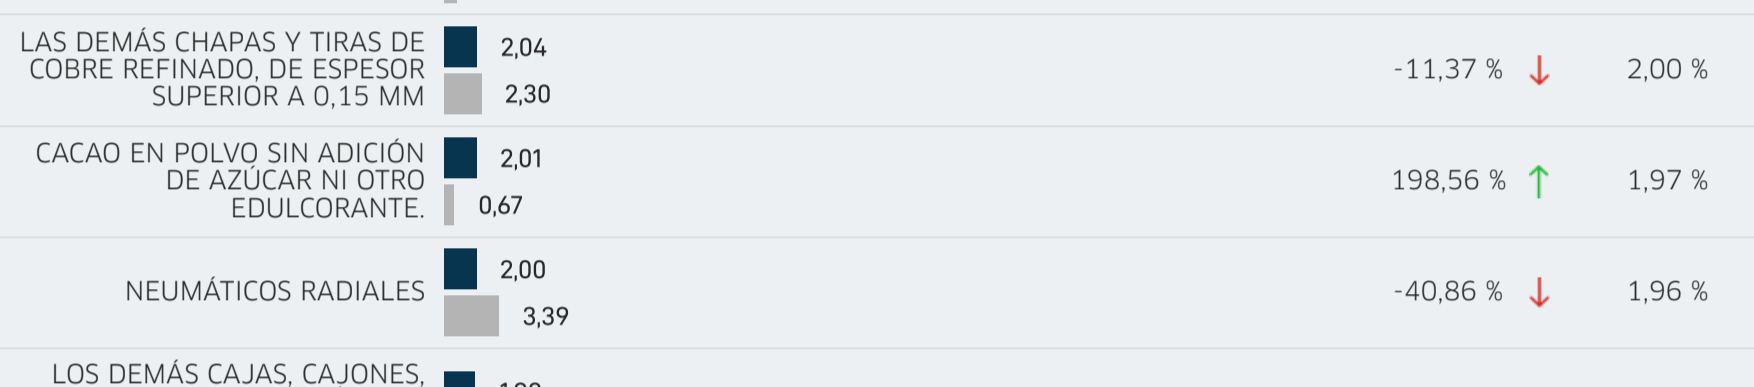 LAS DEMÁS CHAPAS Y TIRAS DE
COBRE REFINADO, DE ESPESOR
SUPERIOR A 0,15 MM
2,04
2,30
-11,37 %
2,00 %
CACAO EN POLVO SIN ADICIÓN
DE AZÚCAR NI OTRO
EDULCORANTE.
2,01
0,67
198,56 %
1,97 %
NEUMÁTICOS RADIALES
2,00
3,39
-40,86 %
1,96 %
LOS DEMÁS CAJAS, CAJONES,